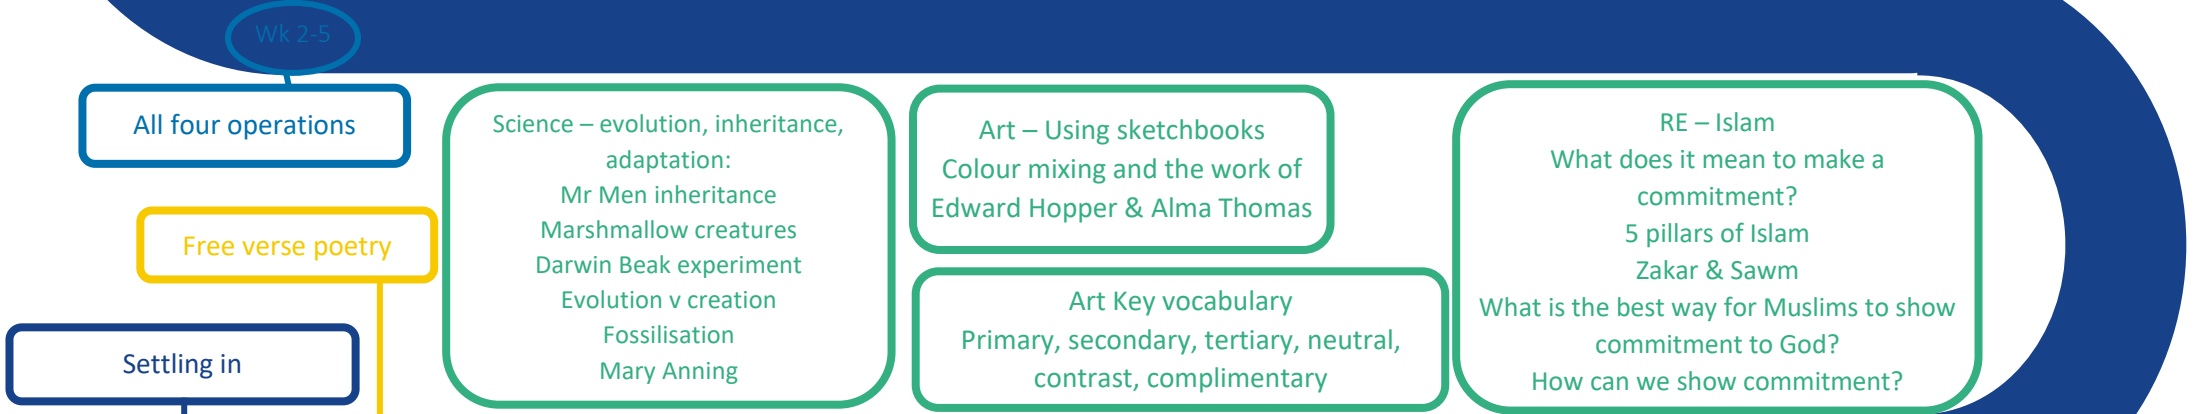 Wk 2-5
All four operations
Free verse poetry
Settling in
Science – evolution, inheritance,
adaptation:
Mr Men inheritance
Marshmallow creatures
Darwin Beak experiment
Evolution v creation
Fossilisation
Mary Anning
Art – Using sketchbooks
Colour mixing and the work of
Edward Hopper & Alma Thomas
Art Key vocabulary
Primary, secondary, tertiary, neutral,
contrast, complimentary
RE – Islam
What does it mean to make a
commitment?
5 pillars of Islam
Zakar & Sawm
What is the best way for Muslims to show
commitment to God?
How can we show commitment?